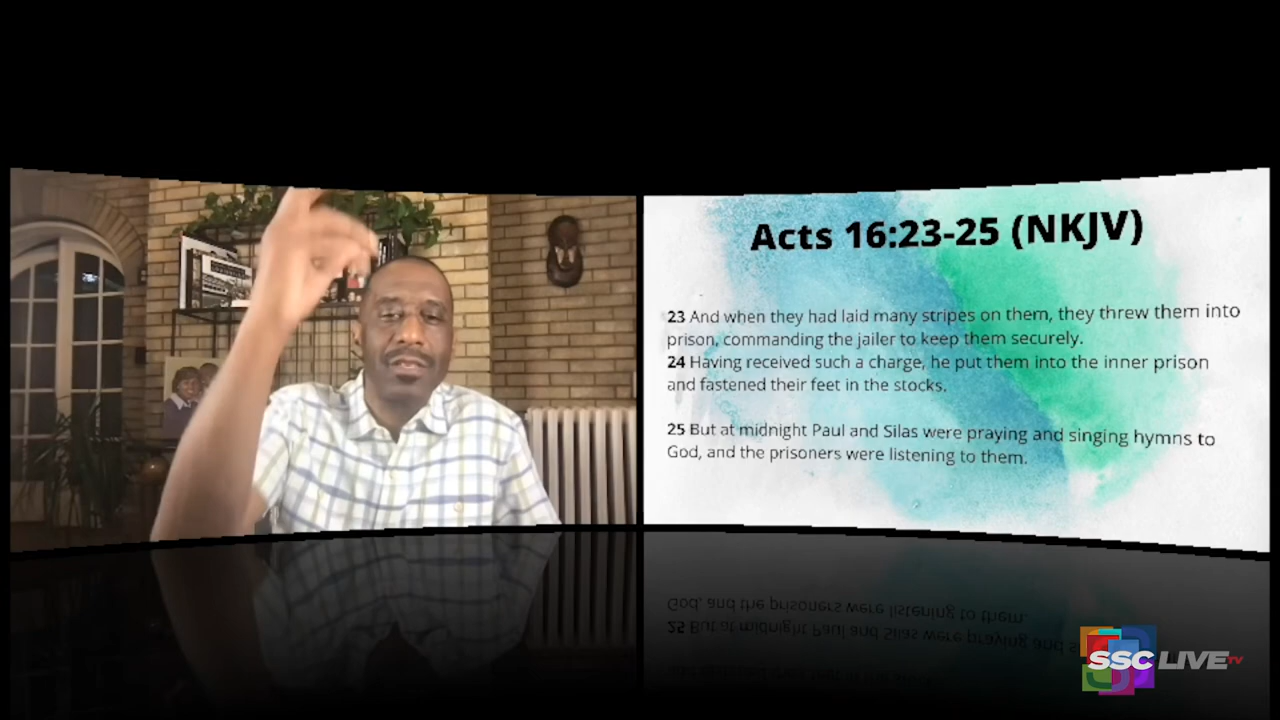 Acts 16:23-25 (NKJV)
23 And when they had laid many stripes on them, they threw them into
prison, commanding the jailer to keep them securely.
24 Having received such a charge, he put them into the inner prison
and fastened their feet in the stocks.
25 But at midnight Paul and Silas were praying and singing hymns to
God, and the prisoners were listening to them.
SSC LIVE TV